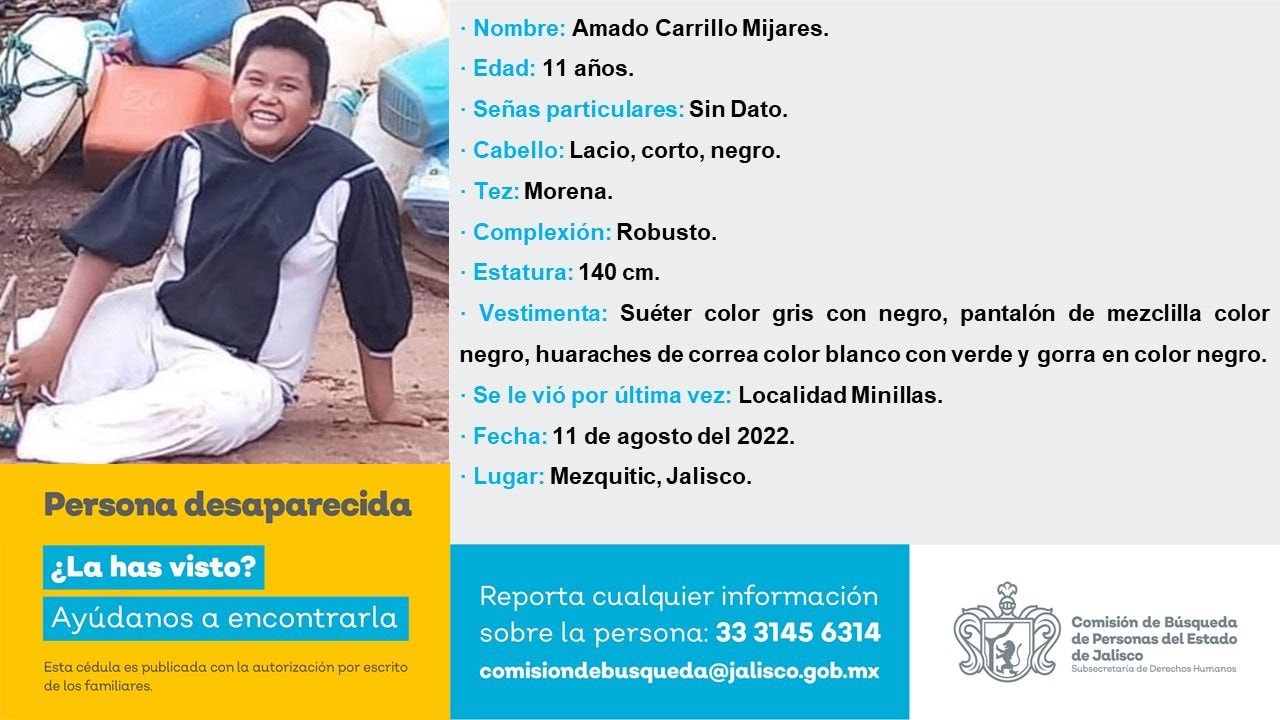 · Nombre: Amado Carrillo Mijares.
· Edad: 11 años.
· Señas particulares: Sin Dato.
· Cabello: Lacio, corto, negro.
· Tez: Morena.
· Complexión: Robusto.
· Estatura: 140 cm.
· Vestimenta: Suéter color gris con negro, pantalón de mezclilla color
negro, huaraches de correa color blanco con verde y gorra en color negro.
· Se le vió por última vez: Localidad Minillas.
· Fecha: 11 de agosto del 2022.
· Lugar: Mezquitic, Jalisco.
Persona desaparecida
¿La has visto?
Ayúdanos a encontrarla
Esta cédula es publicada con la autorización por escrito
de los familiares.
Reporta cualquier información
sobre la persona: 33 3145 6314
comisiondebusqueda@jalisco.gob.mx
Comisión de Búsqueda
de Personas del Estado
de Jalisco
Subsecretaría de Derechos Humanos